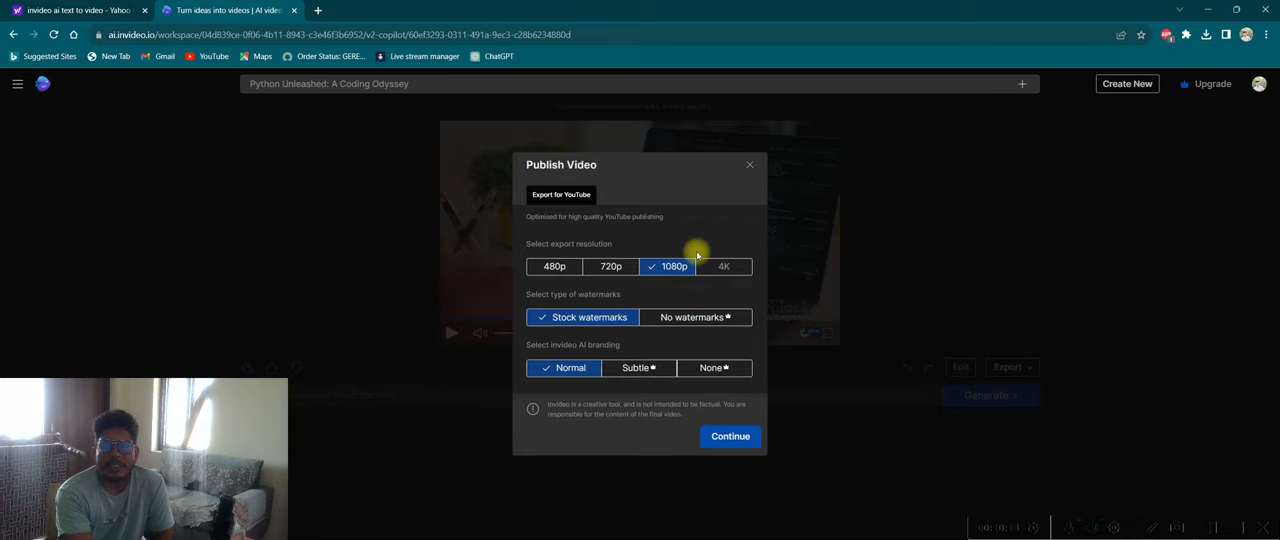 invideo ai text to video - Yahoo
Turn ideas into videos | AI video
ai.invideo.io/workspace/04d839ce-0f06-4b11-8943-c3e46f3b6952/v2-copilot/60ef3293-0311-491a-9ec3-c28b6234880d
Suggested Sites
New Tab
Gmail
YouTube
Maps
Order Status: GERE...
Live stream manager
ChatGPT
Python Unleashed: A Coding Odyssey
Create New
Upgrade
Publish Video
Export for YouTube
Optimised for high quality YouTube publishing
Select export resolution
480p 720p 1080p 4K
Select type of watermarks
Stock watermarks No watermarks
Select invideo AI branding
Normal Subtle None
Edit Export
Generate
Invideo is a creative tool, and is not intended to be factual. You are
responsible for the content of the final video.
Continue